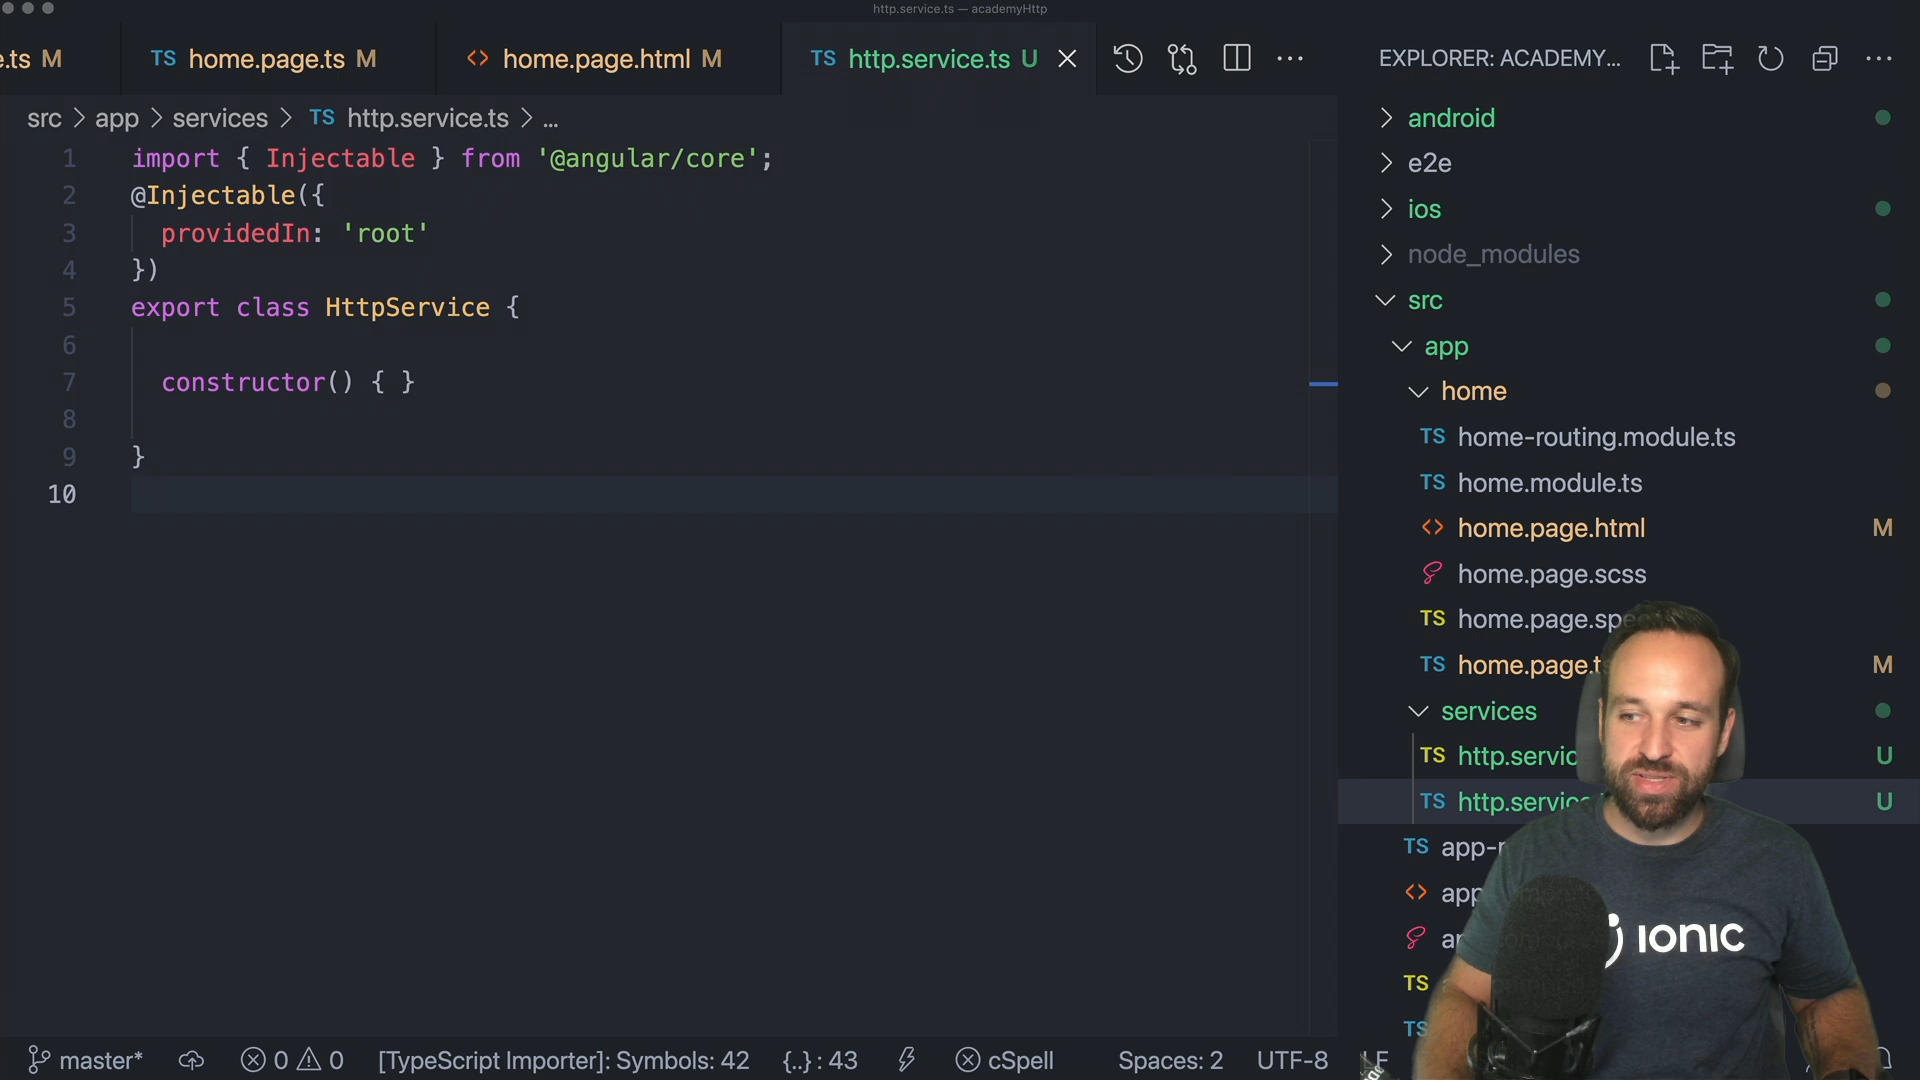 http.service.ts — academyHttp
.ts M
TS home.page.ts M
<> home.page.html M
TS http.service.ts U
EXPLORER: ACADEMY...
src > app > services > TS http.service.ts > ...
1 import { Injectable } from '@angular/core';
2 @Injectable({
3 providedIn: 'root'
4 })
5 export class HttpService {
6
7 constructor() { }
8
9 }
10
android
e2e
ios
node_modules
src
app
home
TS home-routing.module.ts
TS home.module.ts
<> home.page.html M
home.page.scss
TS home.page.spe
TS home.page.t M
services
TS http.servic U
TS http.service U
TS app-r
<> app
ap
TS
TS
IONIC
master* 0 0 [TypeScript Importer]: Symbols: 42 {..} : 43 cSpell Spaces: 2 UTF-8 LF